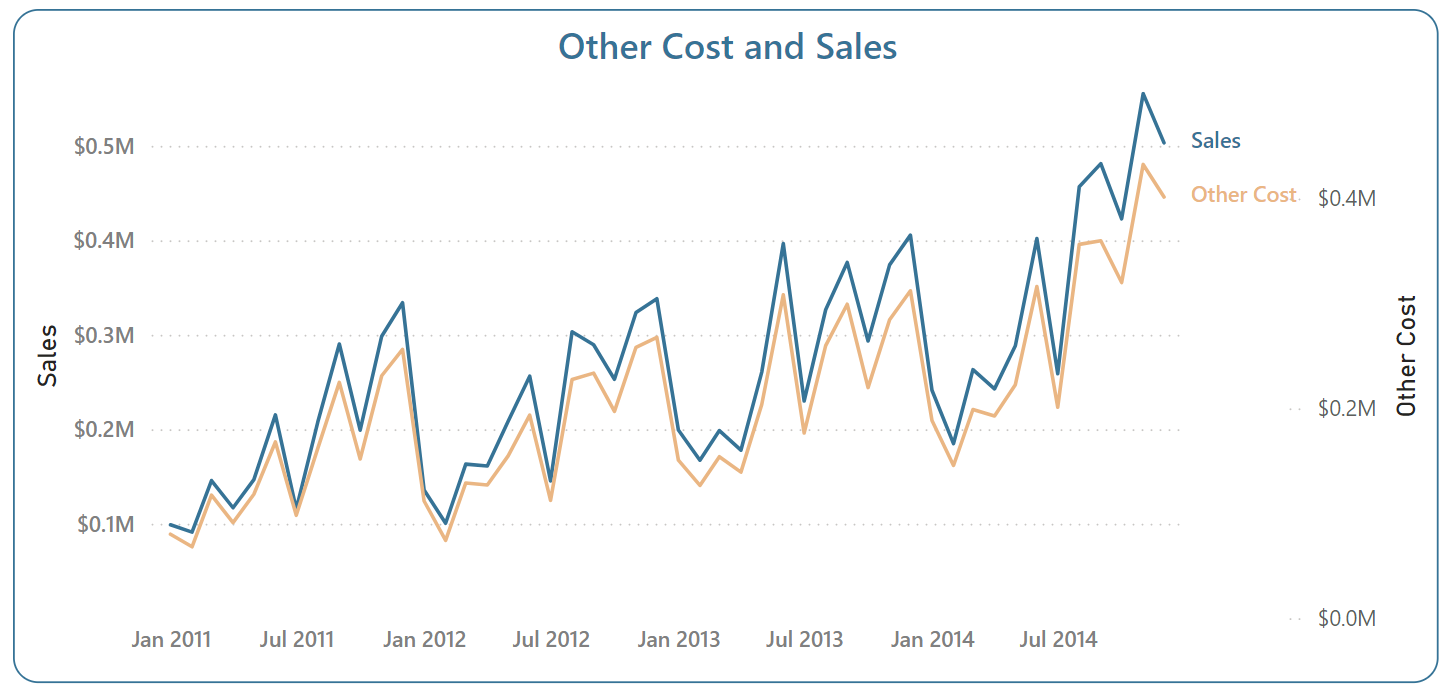 Other Cost and Sales
$0.5M
$0.4M
$0.3M
$0.2M
$0.1M
Sales
Sales
Other Cost
$0.4M
$0.2M
$0.0M
Other Cost
Jan 2011 Jul 2011 Jan 2012 Jul 2012 Jan 2013 Jul 2013 Jan 2014 Jul 2014